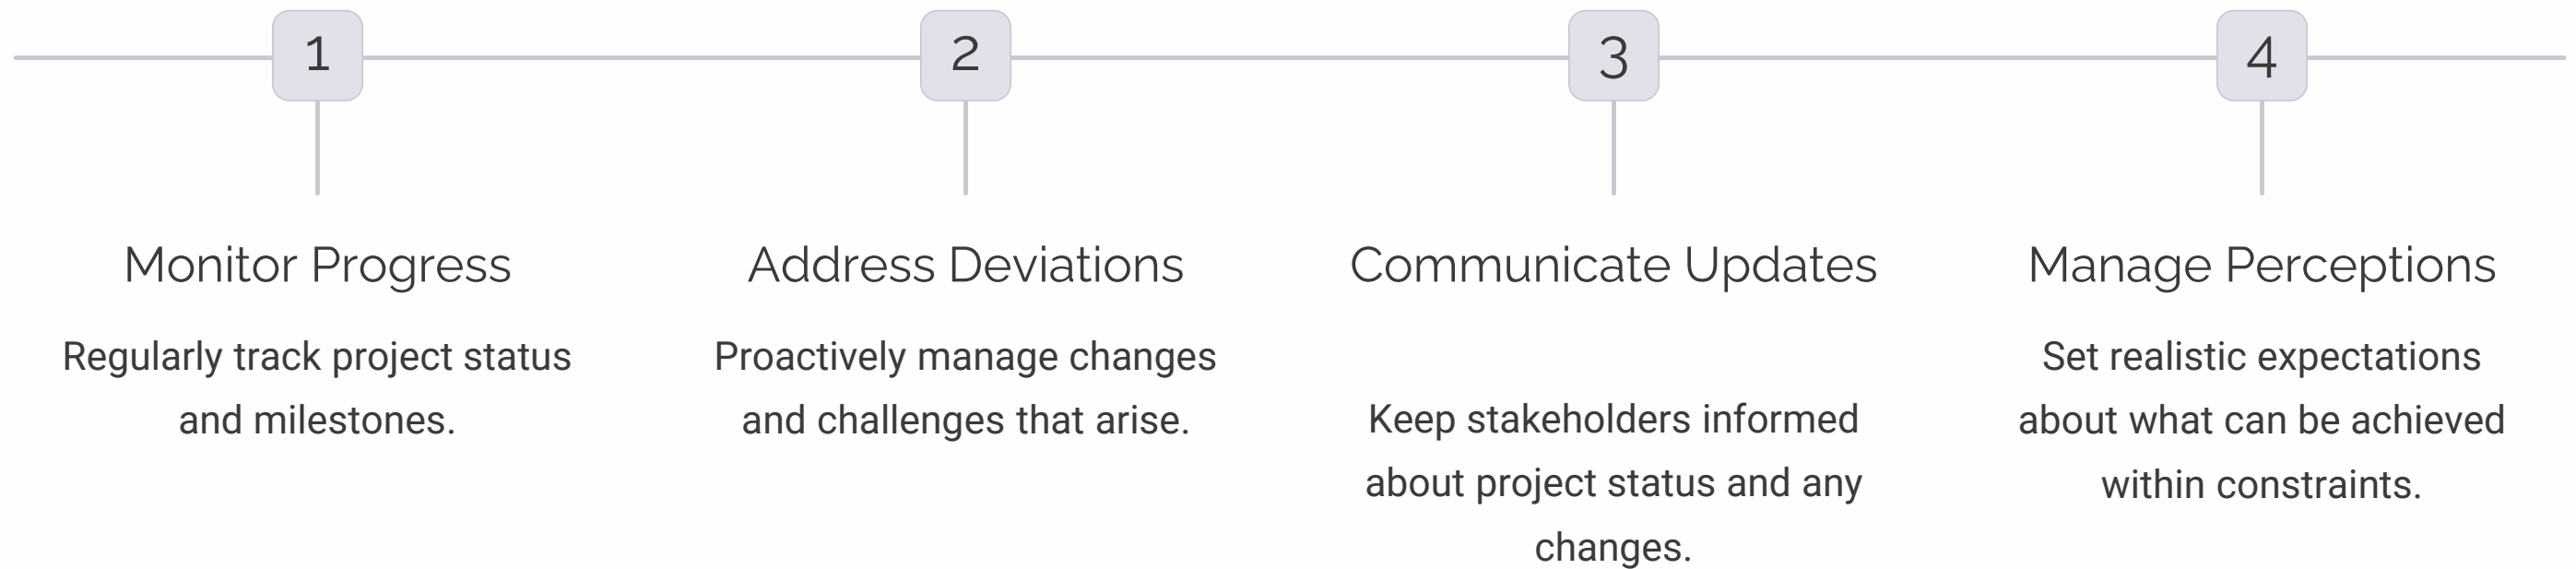 1
Monitor Progress
Regularly track project status
and milestones.
2
Address Deviations
Proactively manage changes
and challenges that arise.
3
Communicate Updates
Keep stakeholders informed
about project status and any
changes.
4
Manage Perceptions
Set realistic expectations
about what can be achieved
within constraints.